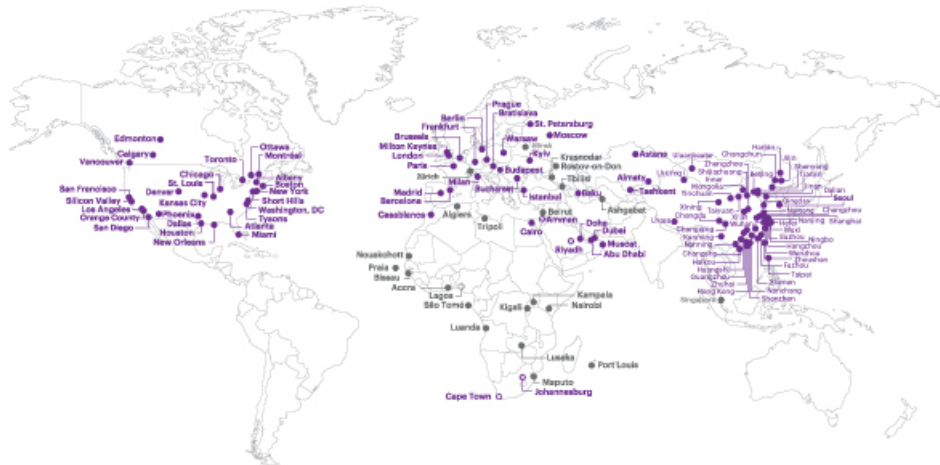 Edmonton
Calgary
Vancouver
Ottawa
Montréal
Toronto
Chicago
St. Louis
Denver
Kansas City
Albany
Boston
New York
Short Hills
Washington, DC
Tysons
Atlanta
Miami
San Francisco
Silicon Valley
Los Angeles
Orange County
San Diego
Phoenix
Dallas
Houston
New Orleans
Prague
Bratislava
Berlin
Frankfurt
St. Petersburg
Moscow
Brussels
Milton Keynes
London
Paris
Zürich
Warsaw
Minsk
Kyiv
Krasnodar
Rostov-on-Don
Tbilisi
Milan
Budapest
Bucharest
Istanbul
Madrid
Barcelona
Casablanca
Algiers
Tripoli
Baku
Ashgabat
Beirut
Amman
Cairo
Doha
Dubai
Riyadh
Muscat
Abu Dhabi
Astana
Almaty
Tashkent
Nouakchott
Praia
Bissau
Accra
Lagos
São Tomé
Luanda
Kigali
Kampala
Nairobi
Lusaka
Port Louis
Maputo
Johannesburg
Cape Town
Urumqi
Zhengzhou
Changchun
Harbin
Jilin
Shenyang
Shijiazhuang
Inner
Mongolia
Beijing
Dalian
Seoul
Qingdao
Xining
Lhasa
Chengdu
Xi'an
Wuhan
Changzhou
Shanghai
Nantong
Nanjing
Wuxi
Suzhou
Ningbo
Hangzhou
Wenzhou
Zhoushan
Fuzhou
Taipei
Xiamen
Nanchang
Shenzhen
Chongqing
Kunming
Nanning
Changsha
Haikou
Guangzhou
Zhuhai
Hong Kong
Singapore